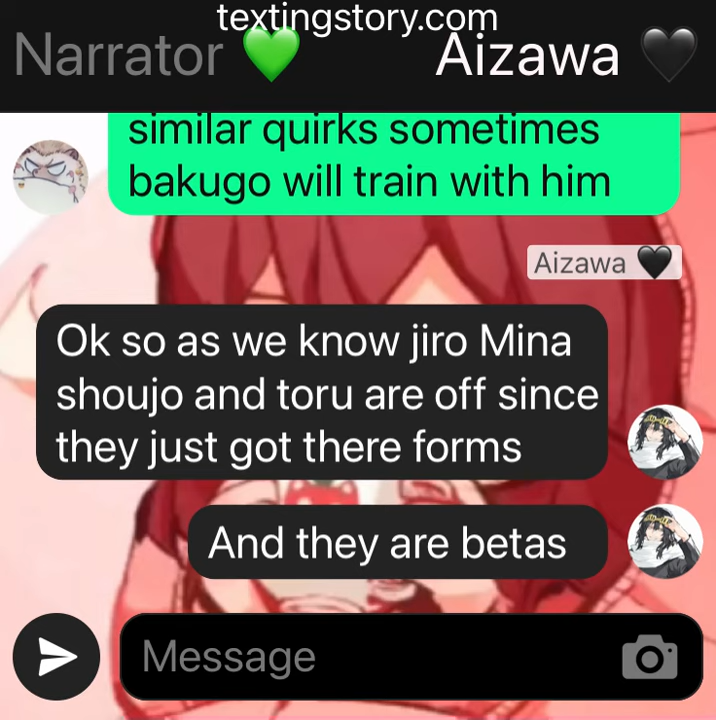 textingstory.com
Narrator 💚 Aizawa 🖤
similar quirks sometimes
bakugo will train with him
Aizawa 🖤
Ok so as we know jiro Mina
shoujo and toru are off since
they just got there forms
And they are betas
Message